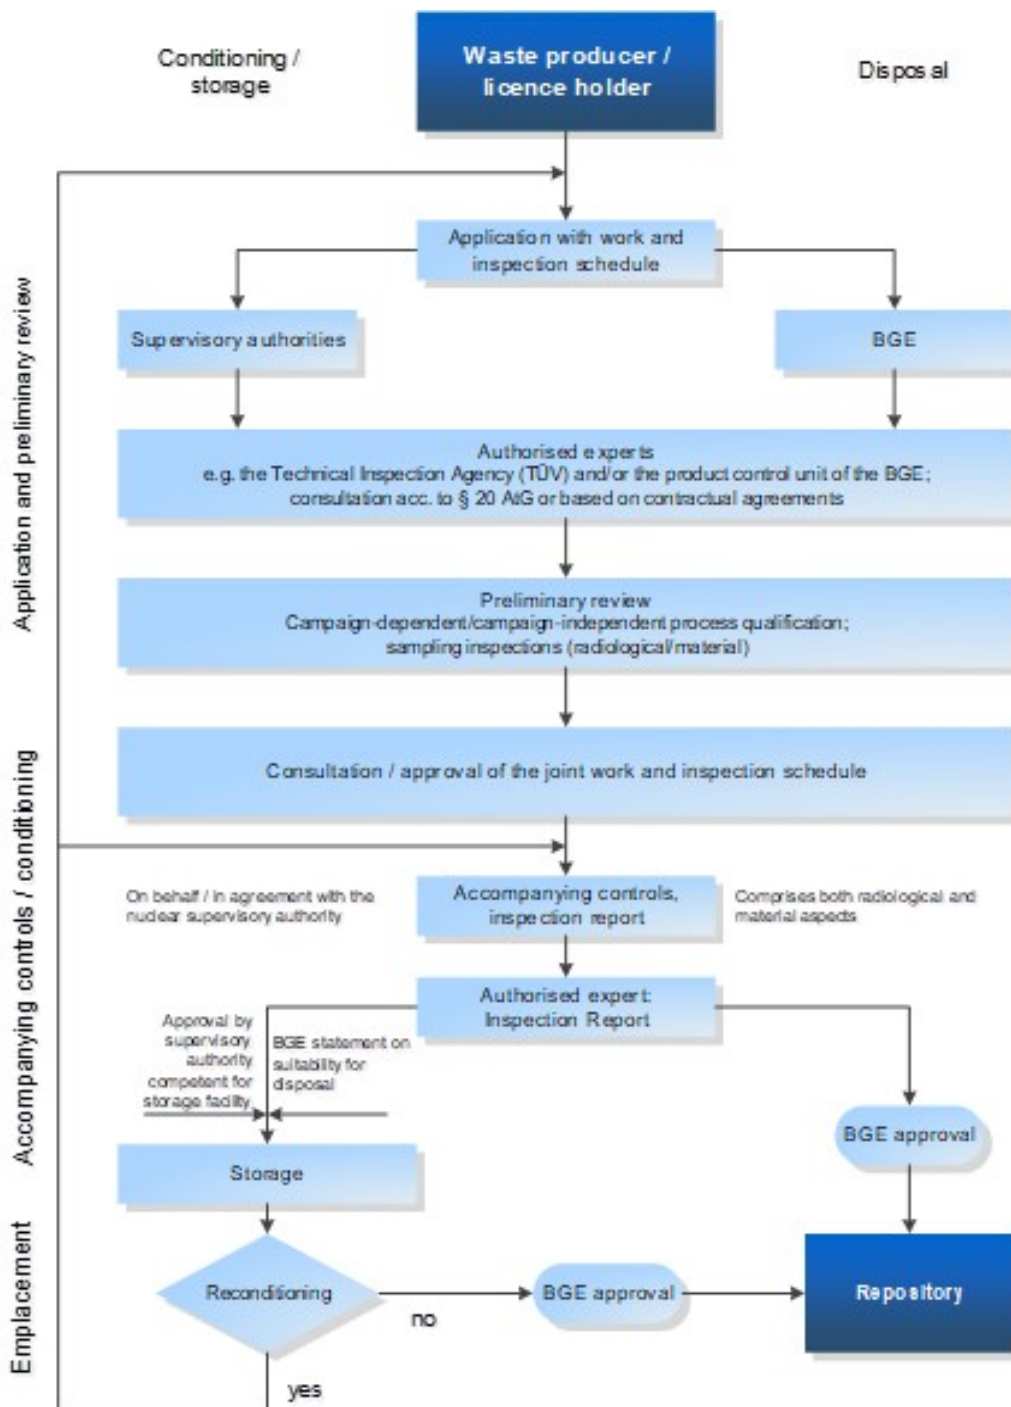 Conditioning /
storage
Waste producer /
licence holder
Disposal
Application and preliminary review
Application with work and
inspection schedule
Supervisory authorities
BGE
Authorised experts
e.g. the Technical Inspection Agency (TÜV) and/or the product control unit of the BGE;
consultation acc. to § 20 AtG or based on contractual agreements
Preliminary review
Campaign-dependent/campaign-independent process qualification;
sampling inspections (radiological/material)
Consultation / approval of the joint work and inspection schedule
Accompanying controls / conditioning
On behalf / in agreement with the
nuclear supervisory authority
Accompanying controls,
inspection report
Comprises both radiological and
material aspects
Authorised expert:
Inspection Report
Approval by
supervisory
authority
competent for
storage facility
BGE statement on
suitability for
disposal
BGE approval
Storage
Emplacement
Reconditioning
no
BGE approval
Repository
yes